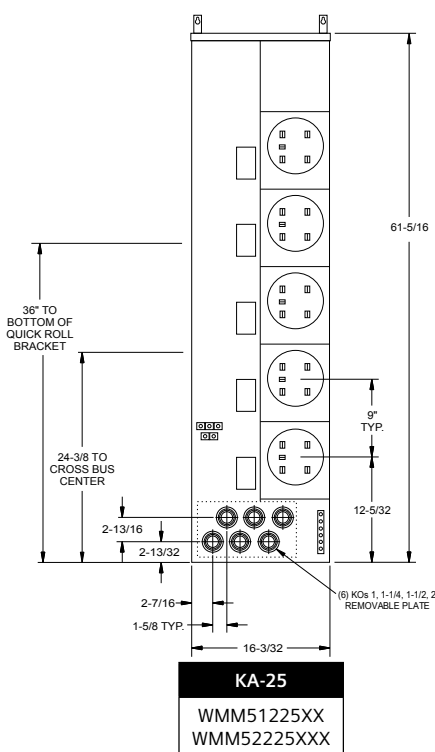 61-5/16
36" TO
BOTTOM OF
QUICK ROLL
BRACKET
24-3/8 TO
CROSS BUS
CENTER
9"
TYP.
12-5/32
2-13/16
2-13/32
2-7/16
1-5/8 TYP.
(6) KOs 1, 1-1/4, 1-1/2, 2
REMOVABLE PLATE
16-3/32
KA-25
WMM51225XX
WMM52225XXX